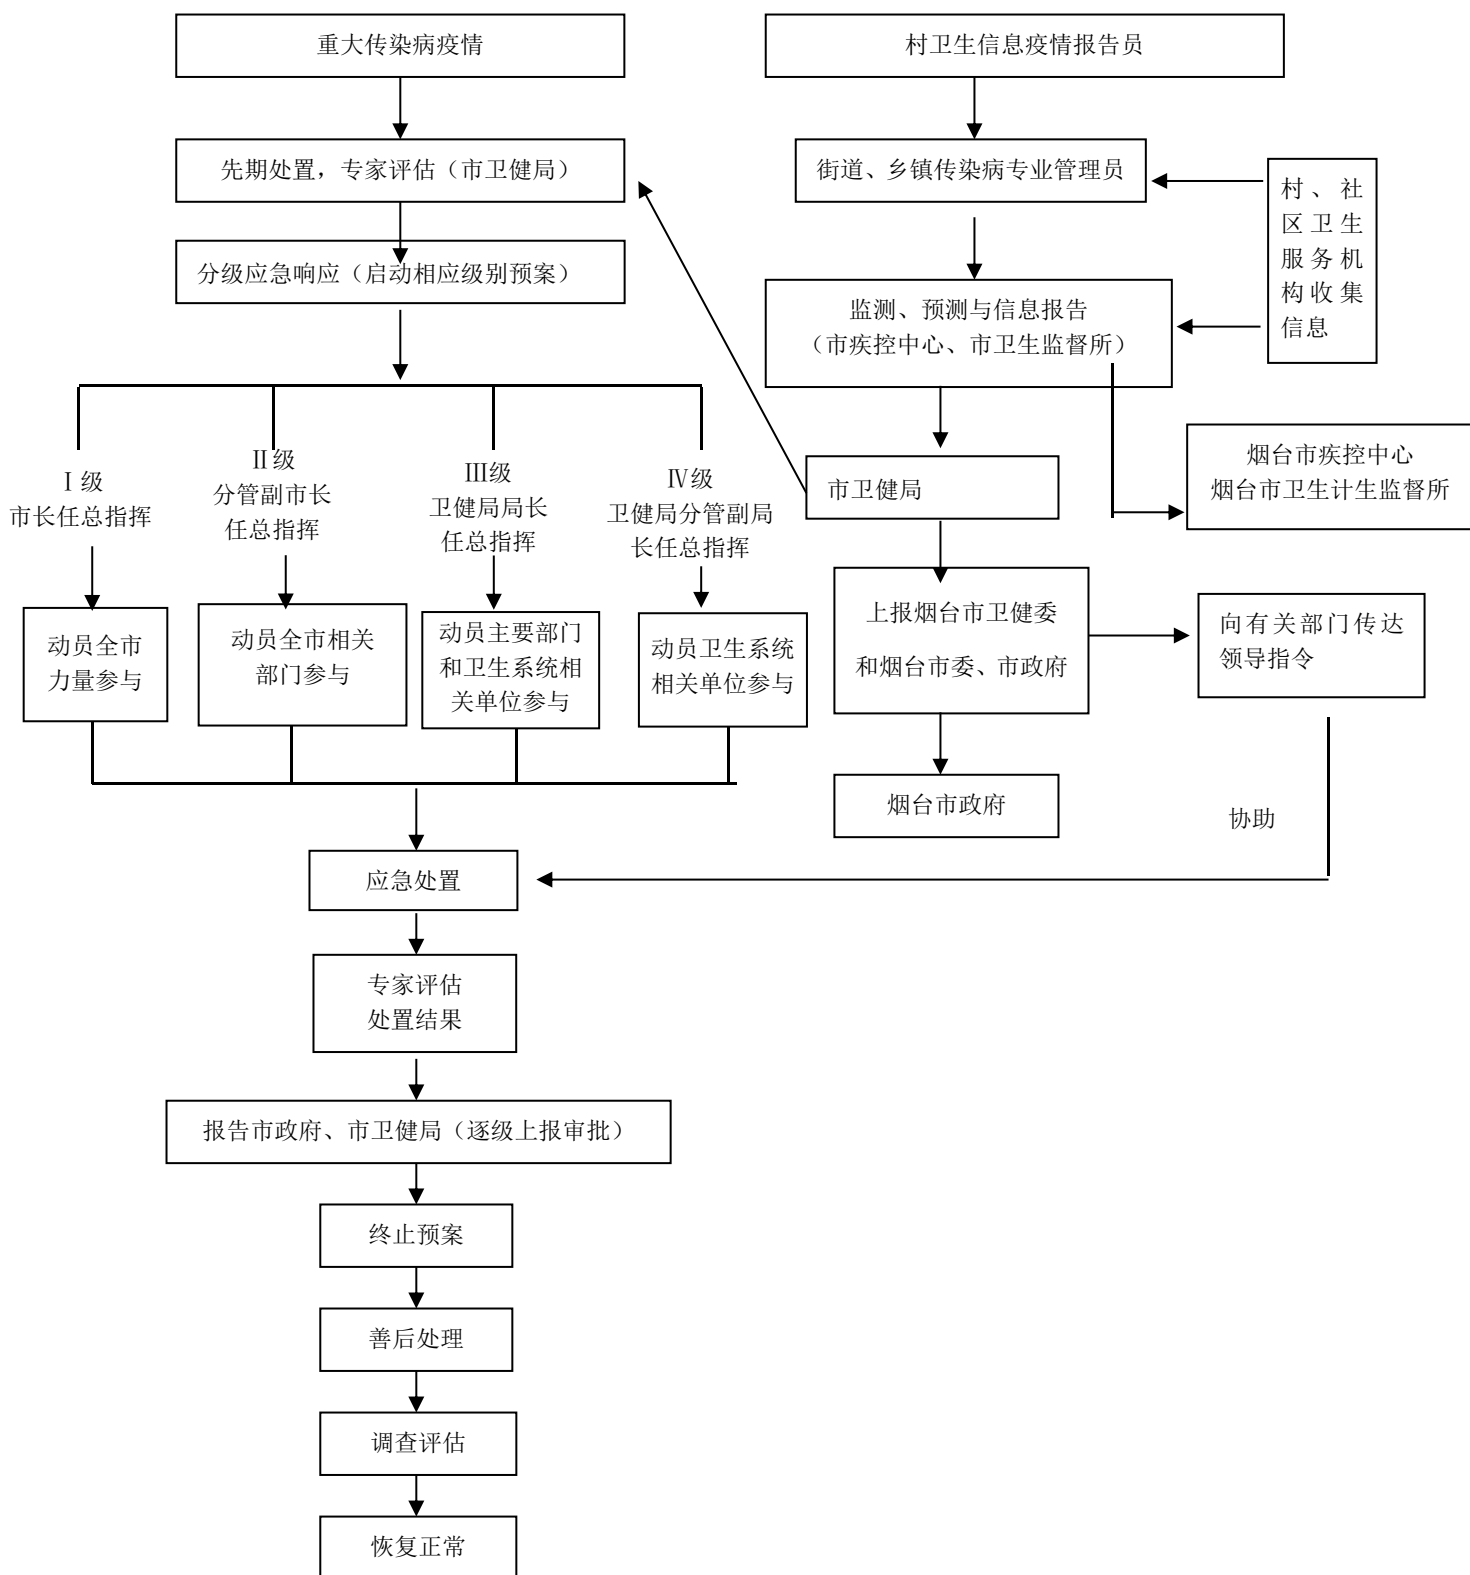 重大传染病疫情
村卫生信息疫情报告员
先期处置，专家评估（市卫健局）
街道、乡镇传染病专业管理员
村、社
区卫生
服务机
构收集
信息
分级应急响应（启动相应级别预案）
监测、预测与信息报告
（市疾控中心、市卫生监督所）
Ⅰ级
市长任总指挥
Ⅱ级
分管副市长
任总指挥
Ⅲ级
卫健局局长
任总指挥
Ⅳ级
卫健局分管副局
长任总指挥
市卫健局
烟台市疾控中心
烟台市卫生计生监督所
动员全市
力量参与
动员全市相关
部门参与
动员主要部门
和卫生系统相
关单位参与
动员卫生系统
相关单位参与
上报烟台市卫健委
和烟台市委、市政府
向有关部门传达
领导指令
烟台市政府
协助
应急处置
专家评估
处置结果
报告市政府、市卫健局（逐级上报审批）
终止预案
善后处理
调查评估
恢复正常